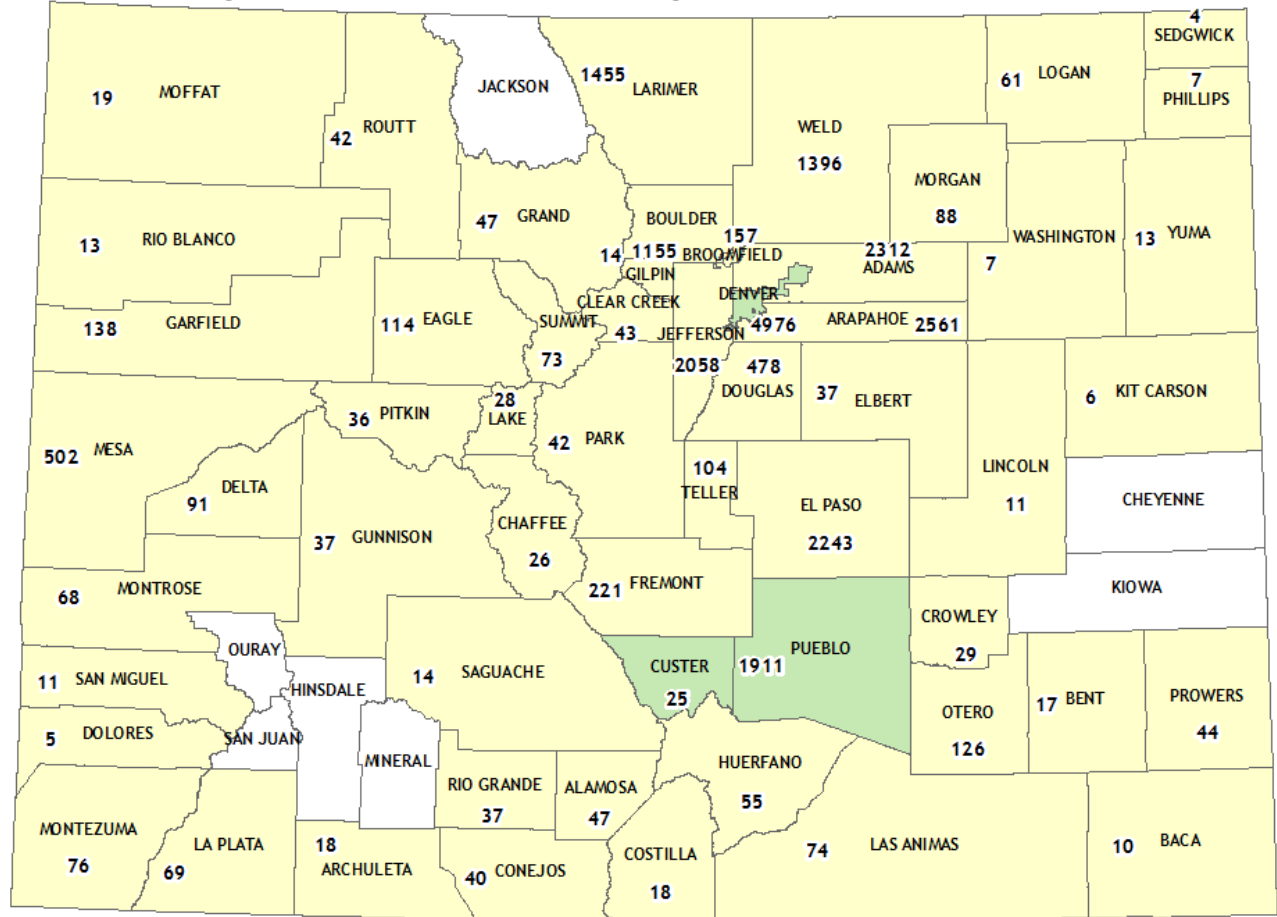 4
SEDGWICK
1455
JACKSON
LARIMER
61 LOGAN
7
PHILLIPS
19 MOFFAT
42 ROUTT
WELD
1396
MORGAN
88
47 GRAND
BOULDER
157
WASHINGTON
7
13 YUMA
13 RIO BLANCO
14
1155
BROOMFIELD
2312
ADAMS
GILPIN
DENVER
CLEAR CREEK
43
138 GARFIELD
114 EAGLE
SUMMIT
73
JEFFERSON
2058
4976
ARAPAHOE 2561
478
DOUGLAS
37 ELBERT
6 KIT CARSON
36 PITKIN
28
LAKE
42 PARK
502 MESA
91 DELTA
104
TELLER
LINCOLN
11
CHEYENNE
EL PASO
2243
37 GUNNISON
CHAFFEE
26
68 MONTROSE
221 FREMONT
KIOWA
CROWLEY
29
OURAY
PUEBLO
1911
CUSTER
25
SAGUACHE
14
11 SAN MIGUEL
HINSDALE
17 BENT
PROWERS
44
OTERO
126
5 DOLORES
SAN JUAN
MINERAL
HUERFANO
55
RIO GRANDE
37
ALAMOSA
47
MONTEZUMA
76
LA PLATA
69
18
ARCHULETA
40 CONEJOS
COSTILLA
18
74 LAS ANIMAS
10 BACA